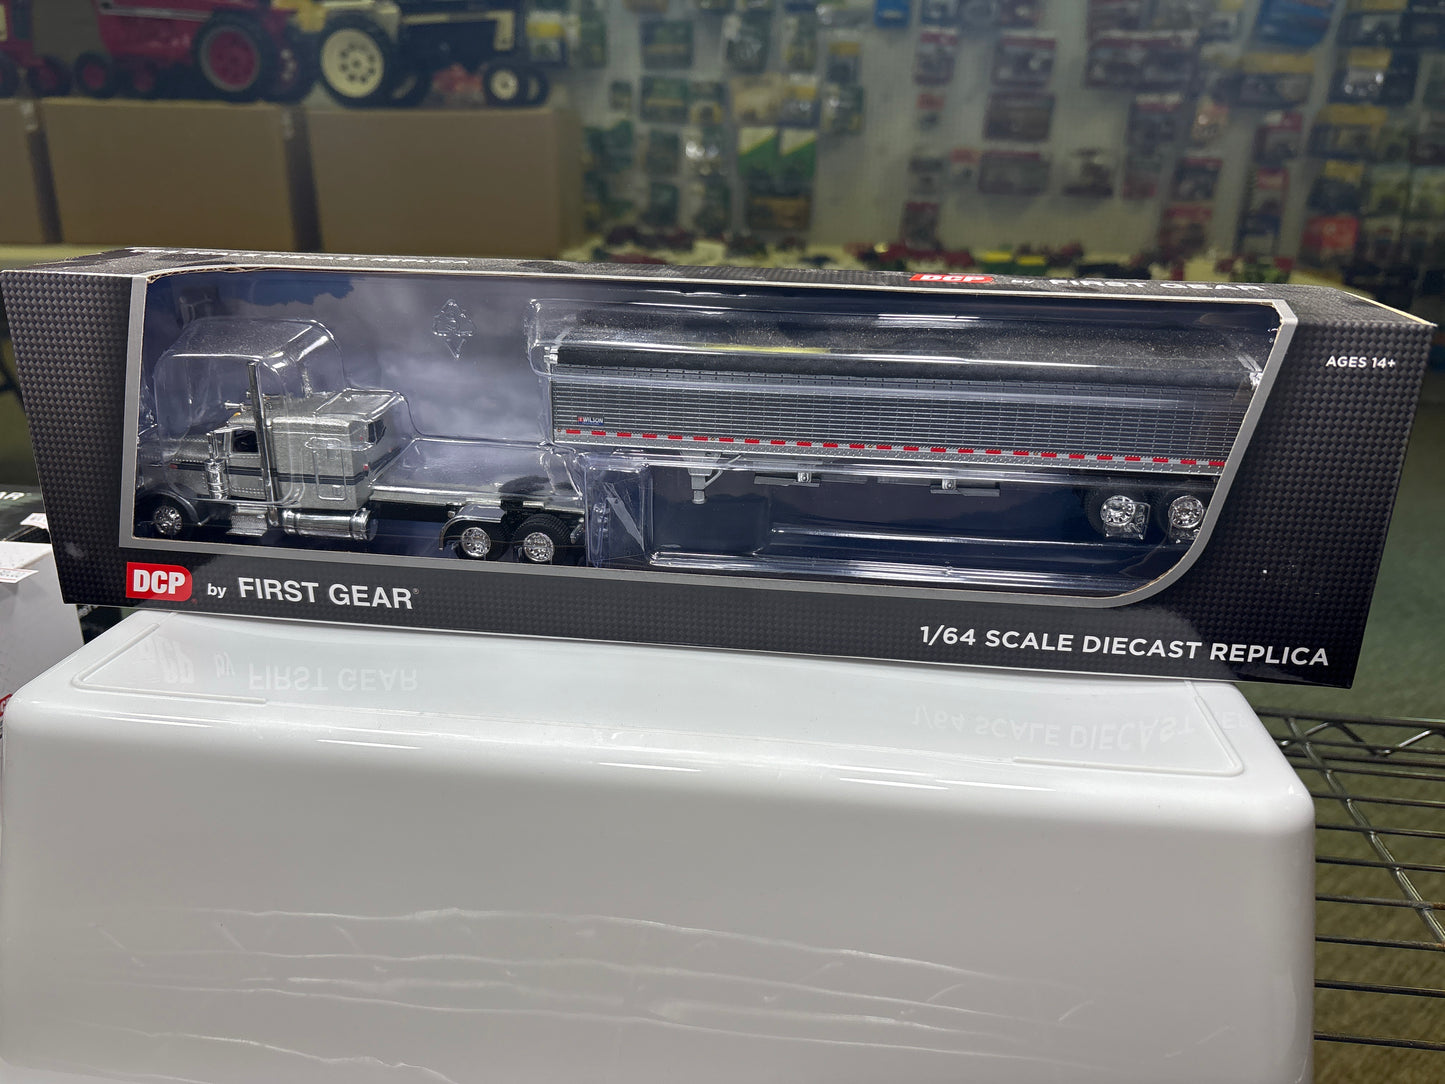 DCP by FIRST GEAR
AGES 14+
WILSON
DCP by FIRST GEAR®
1/64 SCALE DIECAST REPLICA